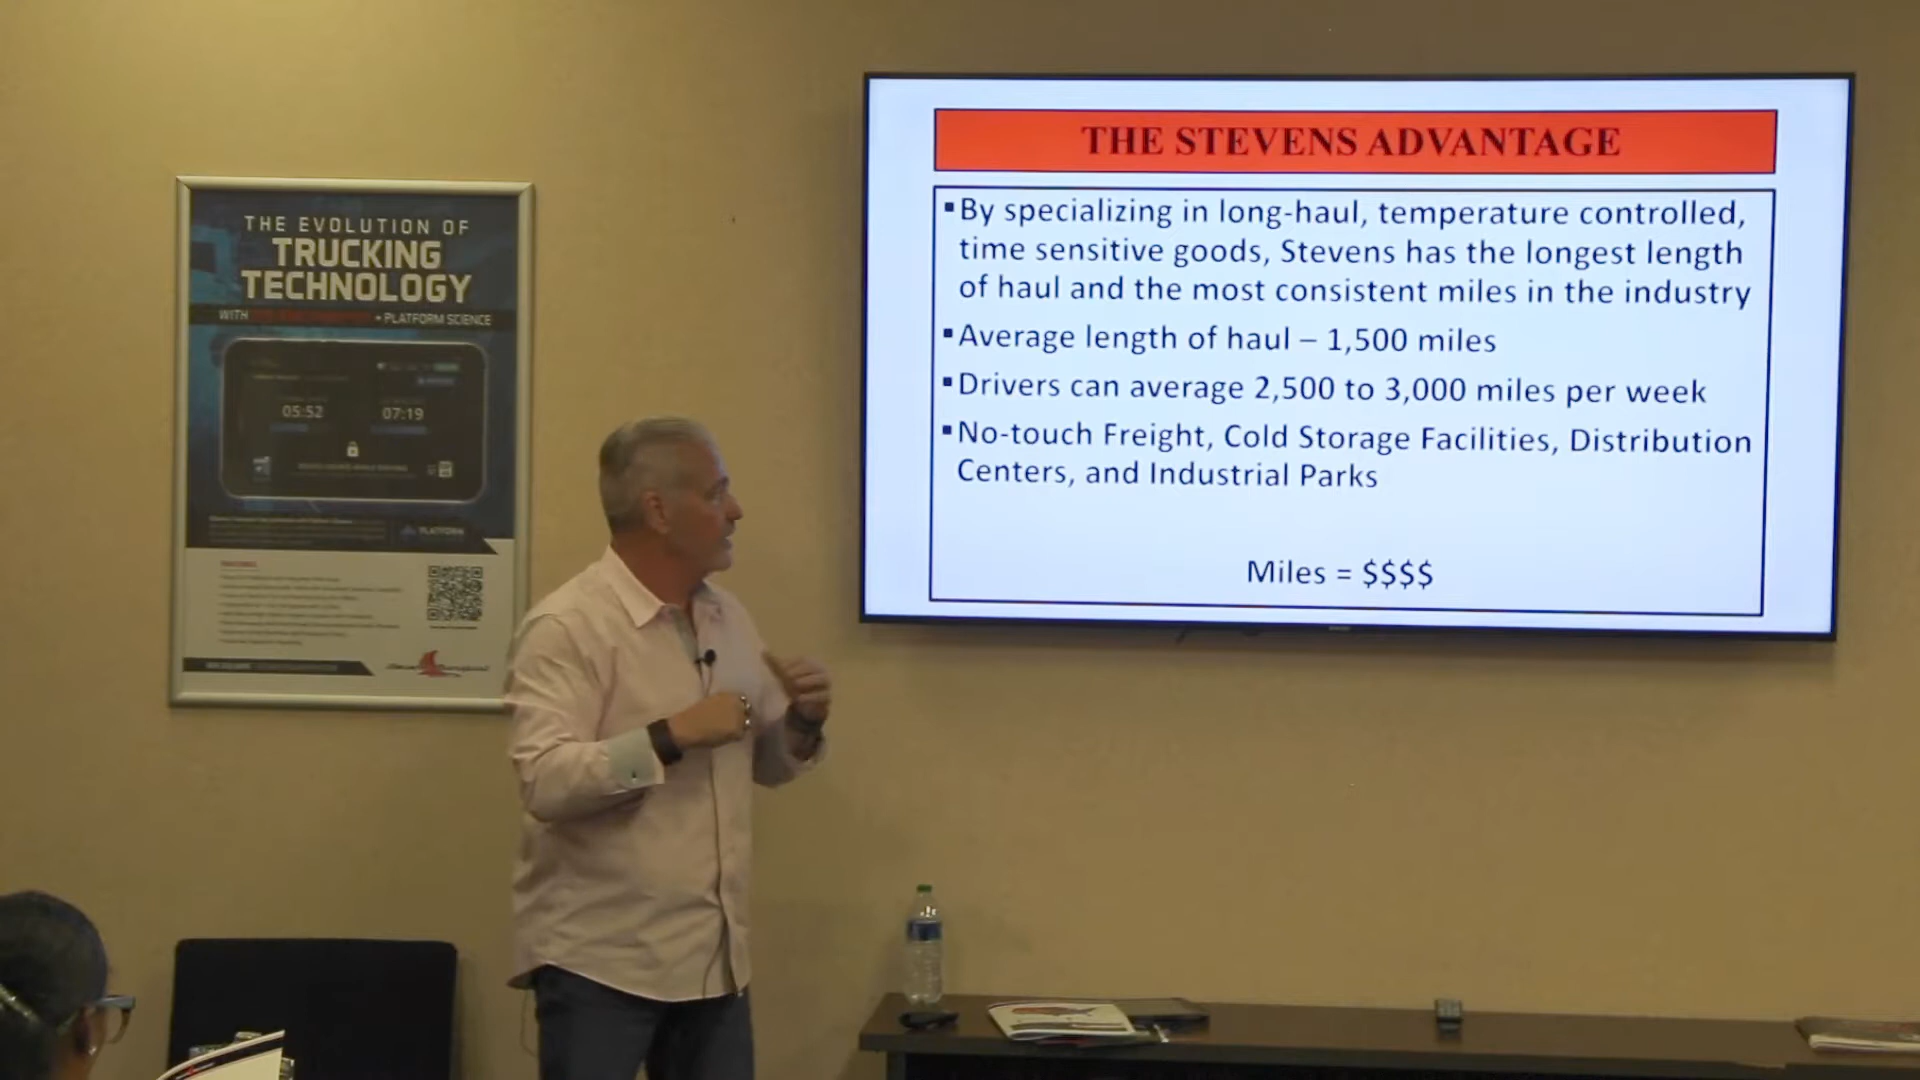 THE EVOLUTION OF
TRUCKING
TECHNOLOGY
WITH
+ PLATFORM SCIENCE
05:52
07:19
PLATFORM
THE STEVENS ADVANTAGE
▪By specializing in long-haul, temperature controlled,
time sensitive goods, Stevens has the longest length
of haul and the most consistent miles in the industry
▪Average length of haul – 1,500 miles
▪Drivers can average 2,500 to 3,000 miles per week
▪No-touch Freight, Cold Storage Facilities, Distribution
Centers, and Industrial Parks
Miles = $$$$